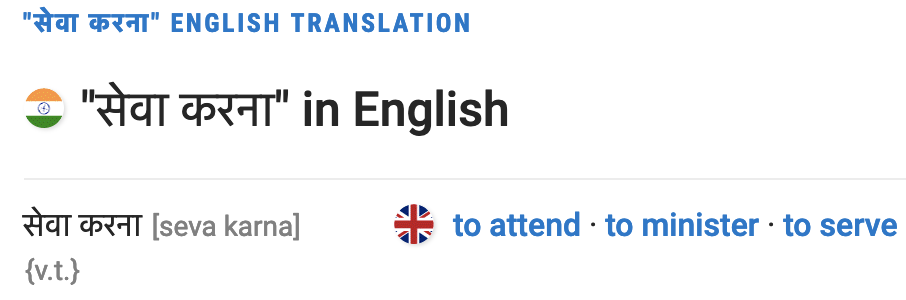 "सेवा करना" ENGLISH TRANSLATION
"सेवा करना" in English
सेवा करना [seva karna] to attend · to minister · to serve
{v.t.}